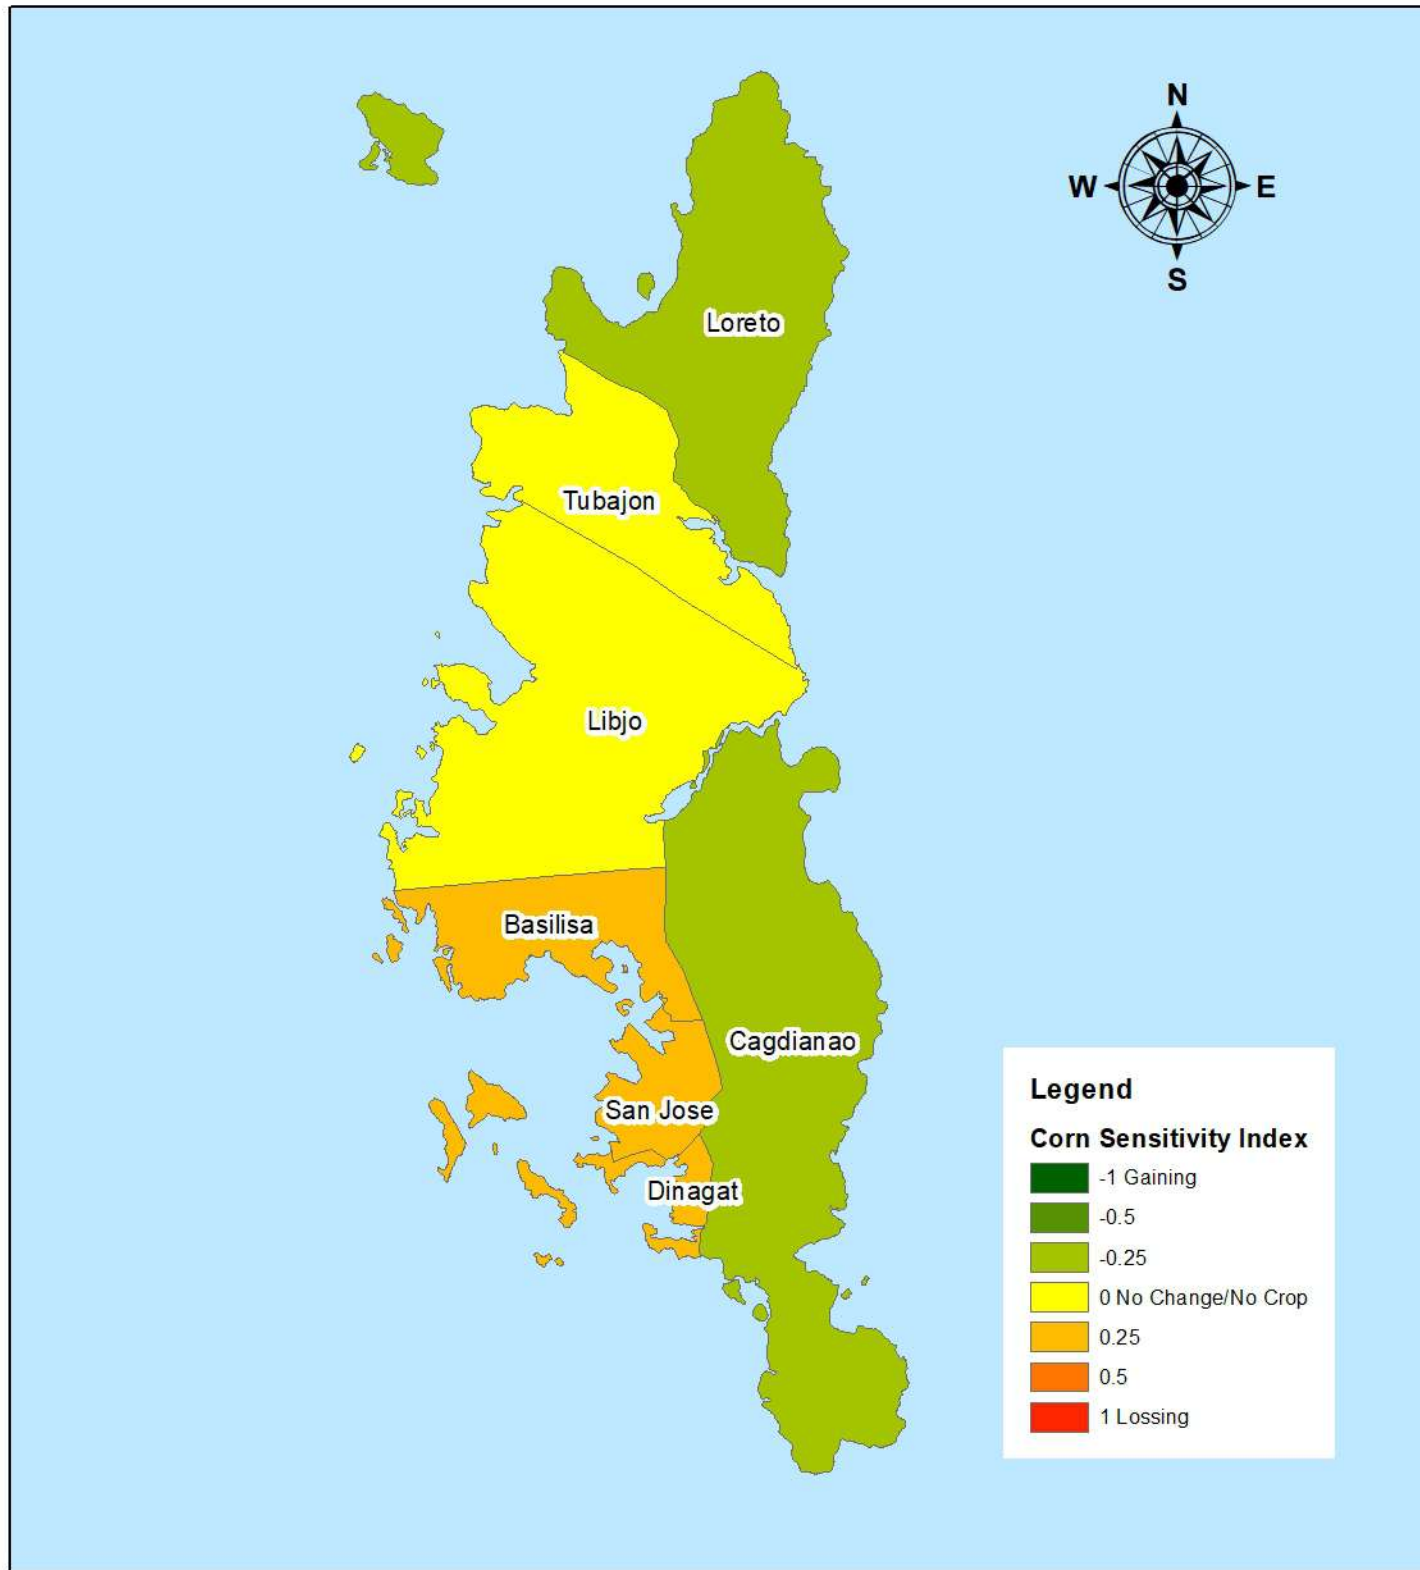 N
W E
S
Loreto
Tubajon
Libjo
Basilisa
Cagdianao
San Jose
Dinagat
Legend
Corn Sensitivity Index
-1 Gaining
-0.5
-0.25
0 No Change/No Crop
0.25
0.5
1 Lossing